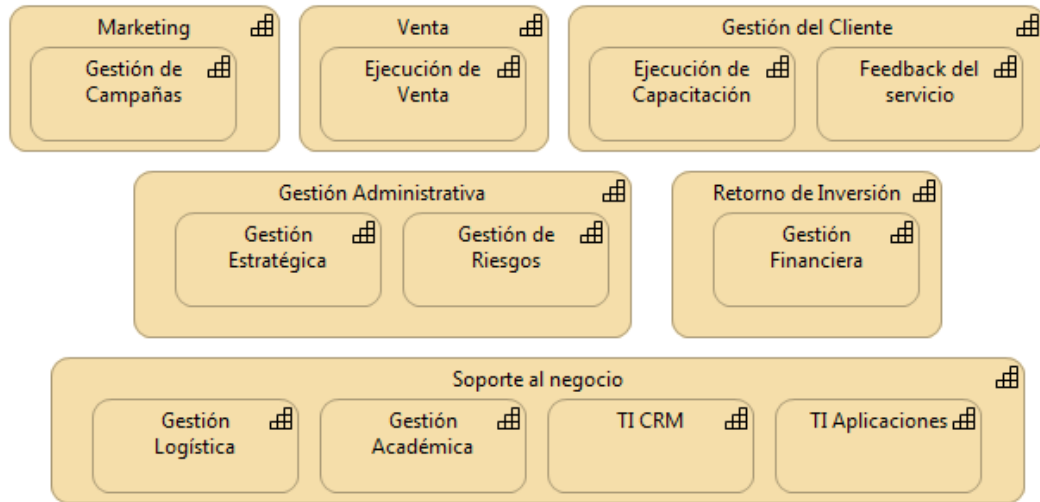 Marketing
Gestión de
Campañas
Venta
Ejecución de
Venta
Gestión del Cliente
Ejecución de
Capacitación
Feedback del
servicio
Gestión Administrativa
Gestión
Estratégica
Gestión de
Riesgos
Retorno de Inversión
Gestión
Financiera
Soporte al negocio
Gestión
Logística
Gestión
Académica
TI CRM
TI Aplicaciones